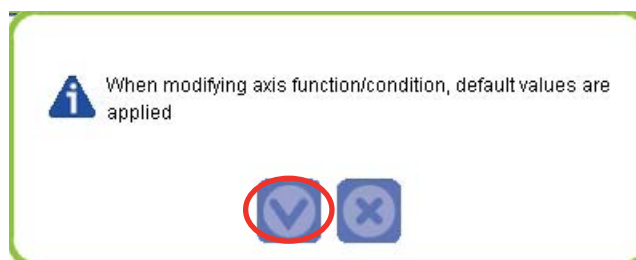 When modifying axis function/condition, default values are
applied